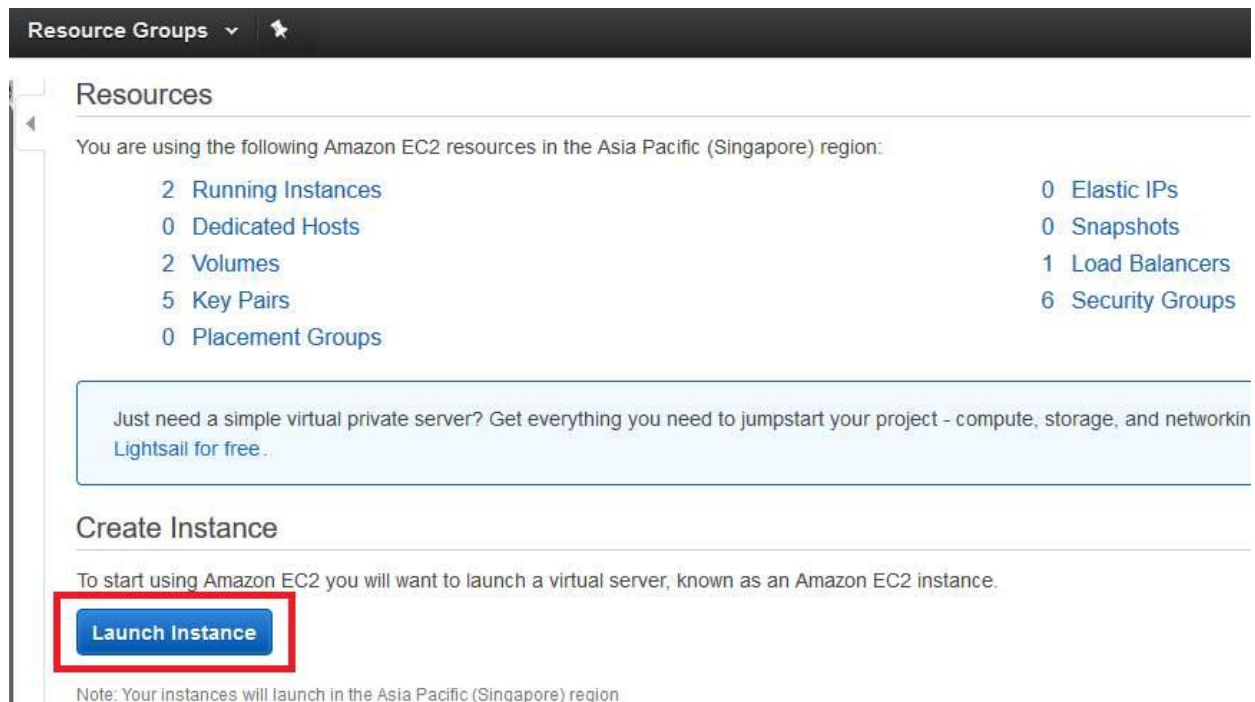 Resource Groups
Resources
You are using the following Amazon EC2 resources in the Asia Pacific (Singapore) region:
2 Running Instances
0 Elastic IPs
0 Dedicated Hosts
0 Snapshots
2 Volumes
1 Load Balancers
5 Key Pairs
6 Security Groups
0 Placement Groups
Just need a simple virtual private server? Get everything you need to jumpstart your project - compute, storage, and networkin
Lightsail for free.
Create Instance
To start using Amazon EC2 you will want to launch a virtual server, known as an Amazon EC2 instance.
Launch Instance
Note: Your instances will launch in the Asia Pacific (Singapore) region